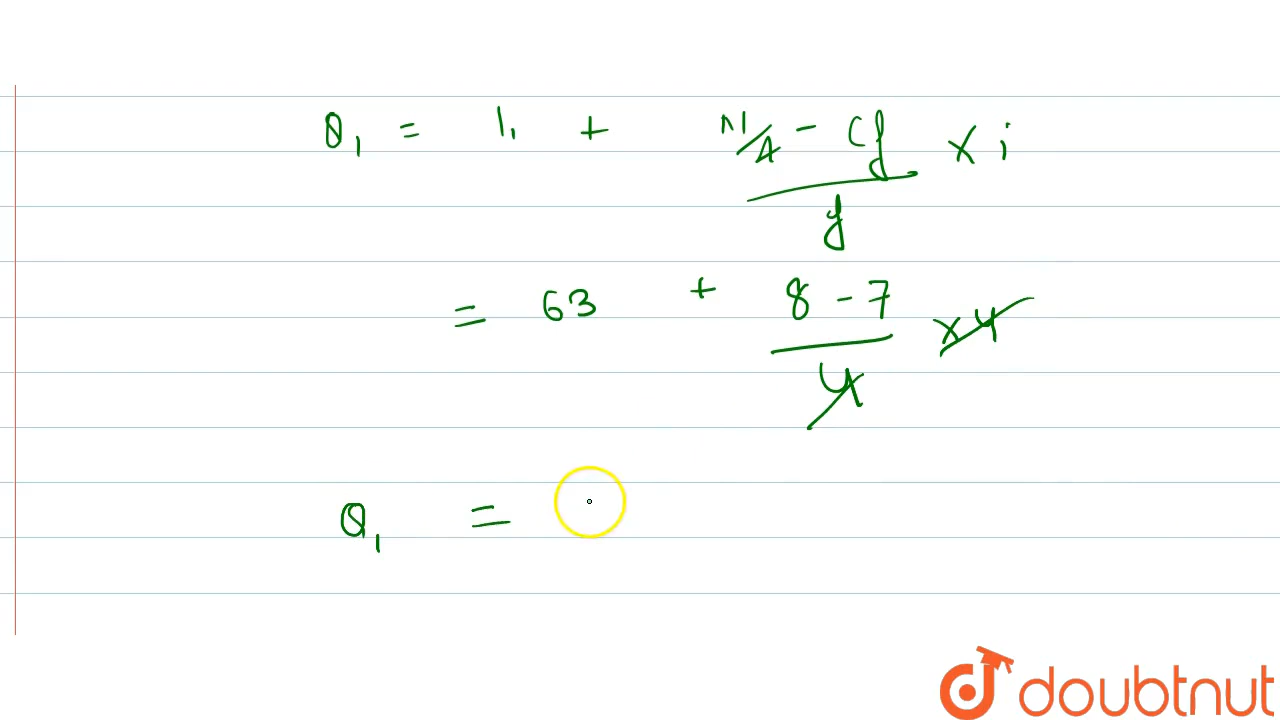 Q₁ = l₁ + (N/4 - Cf)/f × i
= 63 + (8 - 7)/4 × 4
Q₁ =
doubtnut